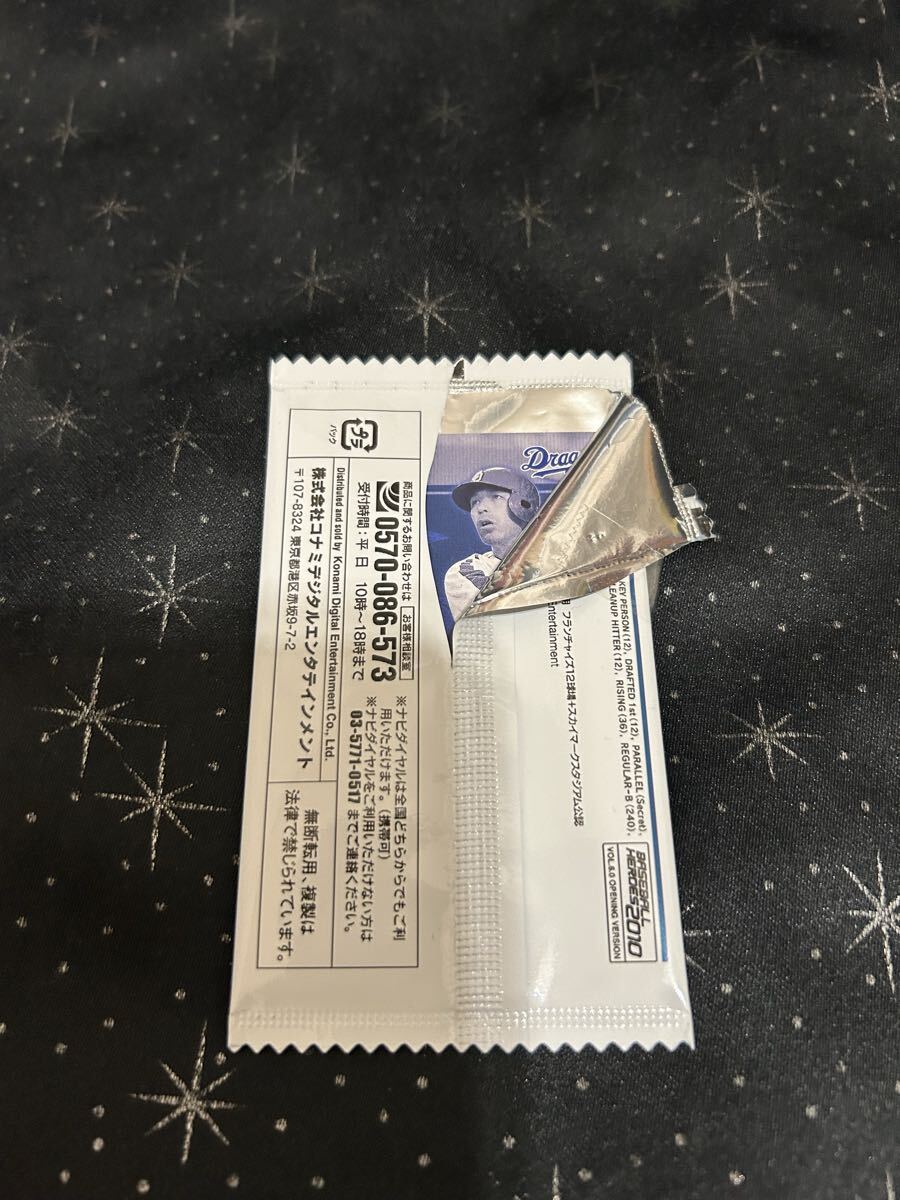 Drag
KEY PERSON (12), DRAFTED 1st (12), PARALLEL (Secret),
LEANUP HITTER (12), RISING (36), REGULAR-B (240),
フランチャイズ12球場+スカイマークスタジアム公認
ntertainment
BASEBALL
HEROES 2010
VOL.6.0 OPENING VERSION
商品に関するお問い合わせは お客様相談室
0570-086-573
受付時間：平 日 10時～18時まで
※ナビダイヤルは全国どちらからでもご利
用いただけます。(携帯可)
※ナビダイヤルをご利用いただけない方は
03-5771-0517までご連絡ください。
プラ
パック
Distributed and sold by Konami Digital Entertainment Co., Ltd.
株式会社コナミデジタルエンタテインメント
〒107-8324 東京都港区赤坂9-7-2
無断転用、複製は
法律で禁じられています。